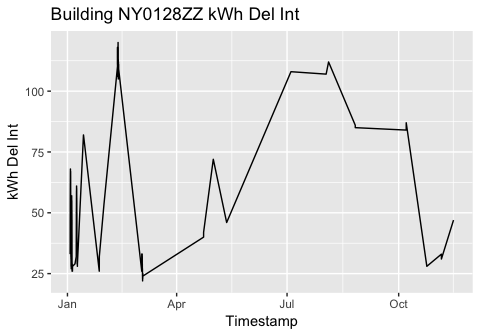 Building NY0128ZZ kWh Del Int
kWh Del Int
100
75
50
25
Jan Apr Jul Oct
Timestamp